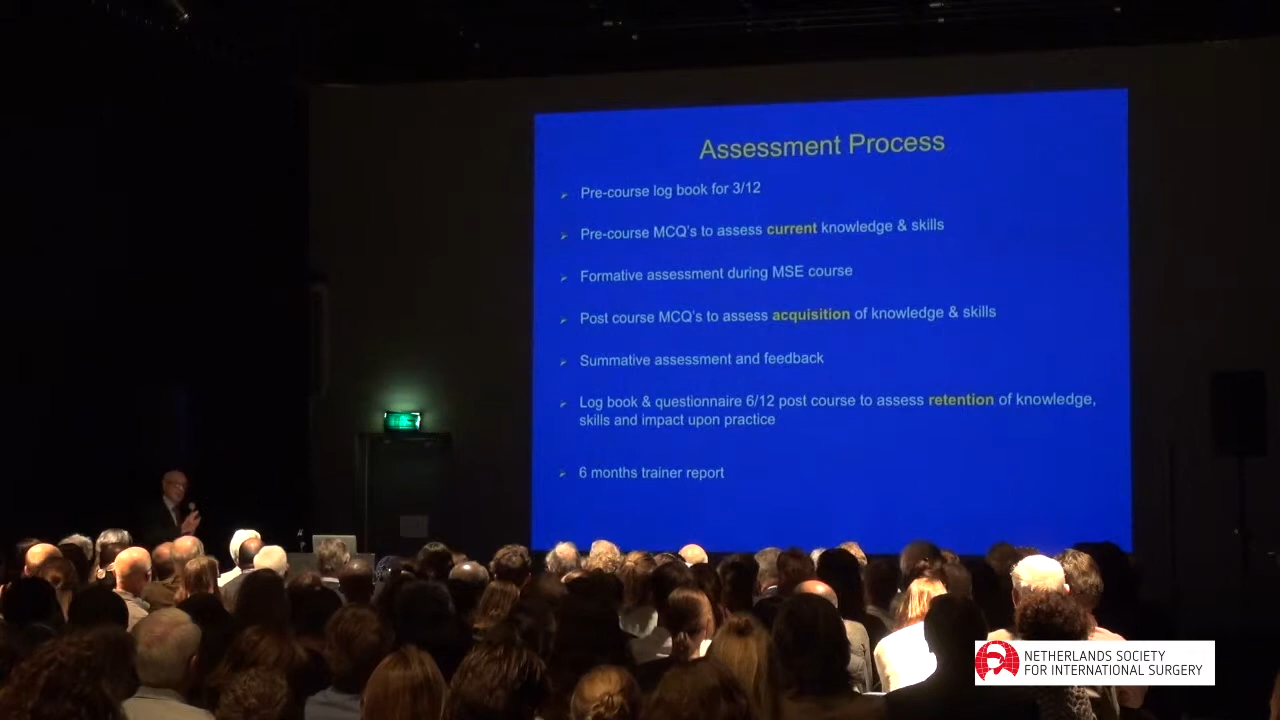 Assessment Process
Pre-course log book for 3/12
Pre-course MCQ's to assess current knowledge & skills
Formative assessment during MSE course
Post course MCQ's to assess acquisition of knowledge & skills
Summative assessment and feedback
Log book & questionnaire 6/12 post course to assess retention of knowledge,
skills and impact upon practice
6 months trainer report
NETHERLANDS SOCIETY
FOR INTERNATIONAL SURGERY